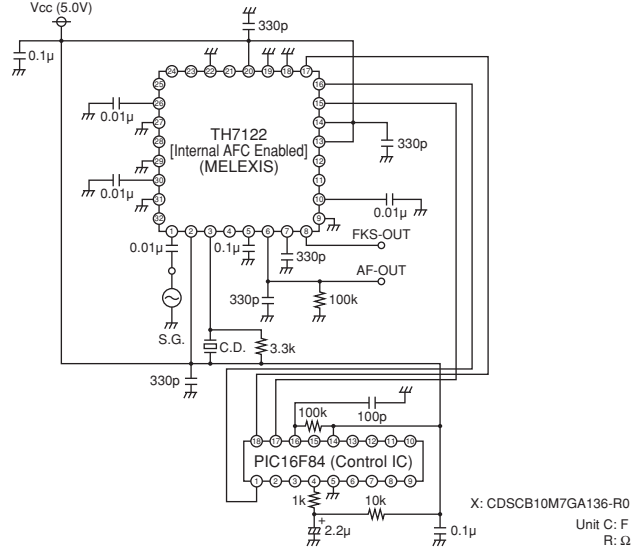 Vcc (5.0V)
330p
0.1µ
24 23 22 21 20 19 18 17
25 16
26 15
0.01µ
27 14
TH7122
[Internal AFC Enabled]
(MELEXIS)
28 13
330p
29 12
30 11
0.01µ
31 10
0.01µ
32 9
1 2 3 4 5 6 7 8
FKS-OUT
0.01µ
0.1µ
330p
AF-OUT
330p
100k
S.G.
C.D.
3.3k
330p
100k
100p
18 17 16 15 14 13 12 11 10
PIC16F84 (Control IC)
1 2 3 4 5 6 7 8 9
1k
10k
+
2.2µ
0.1µ
X: CDSCB10M7GA136-R0
Unit C: F
R: Ω